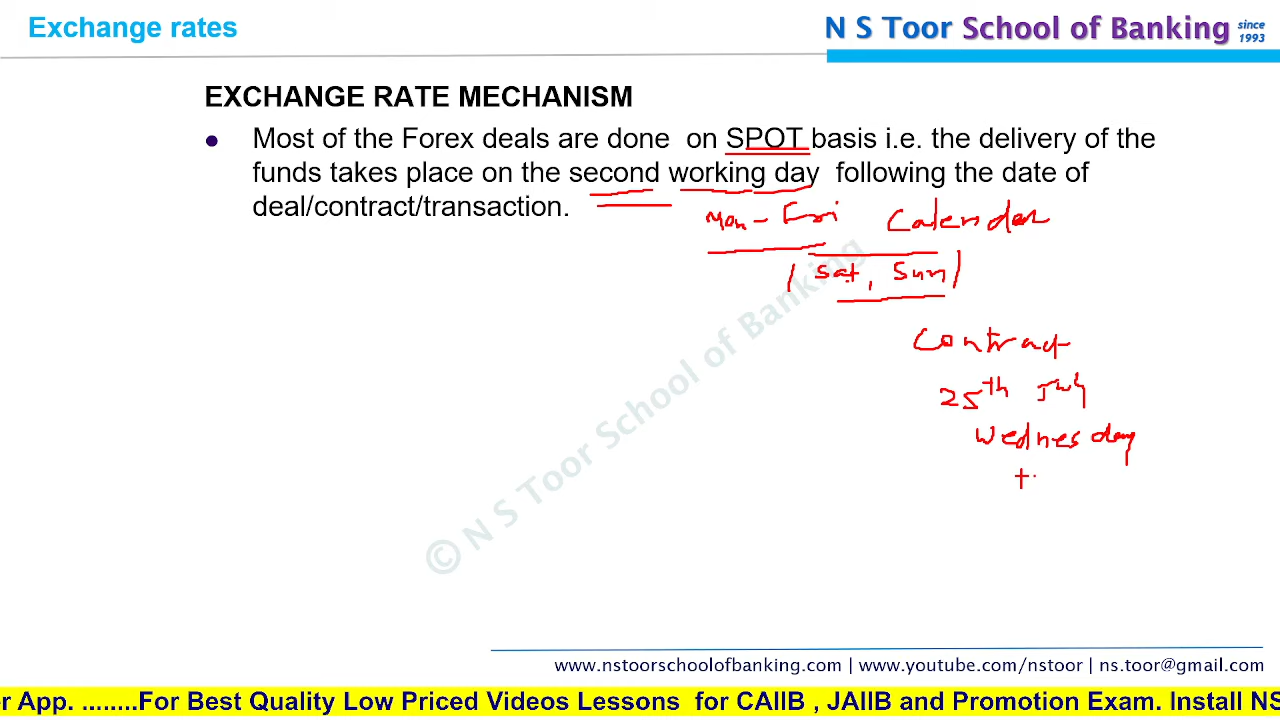 Exchange rates
N S Toor School of Banking since 1993
EXCHANGE RATE MECHANISM
Most of the Forex deals are done on SPOT basis i.e. the delivery of the
funds takes place on the second working day following the date of
deal/contract/transaction.
Mon - Fri Calendar
Sat, Sun
Contract
25th July
Wednesday
+
© N S Toor School of Banking
www.nstoorschoolofbanking.com | www.youtube.com/nstoor | ns.toor@gmail.com
er App. ........For Best Quality Low Priced Videos Lessons for CAIIB , JAIIB and Promotion Exam. Install NS